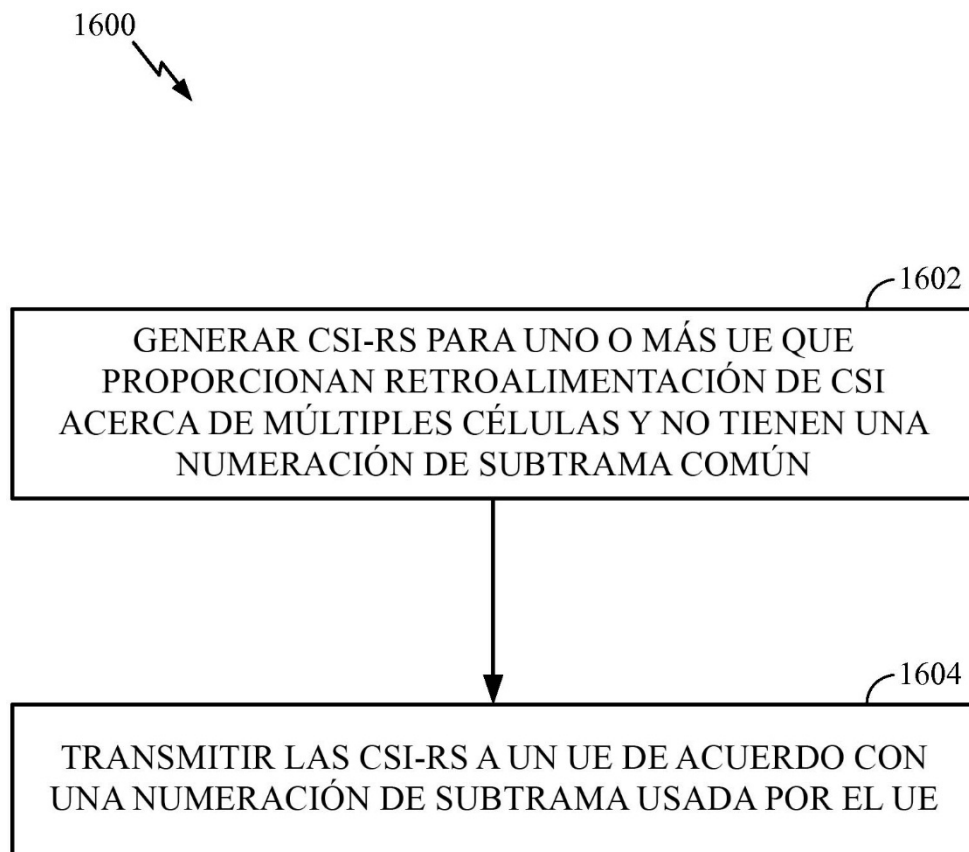 1600
1602
GENERAR CSI-RS PARA UNO O MÁS UE QUE
PROPORCIONAN RETROALIMENTACIÓN DE CSI
ACERCA DE MÚLTIPLES CÉLULAS Y NO TIENEN UNA
NUMERACIÓN DE SUBTRAMA COMÚN
1604
TRANSMITIR LAS CSI-RS A UN UE DE ACUERDO CON
UNA NUMERACIÓN DE SUBTRAMA USADA POR EL UE